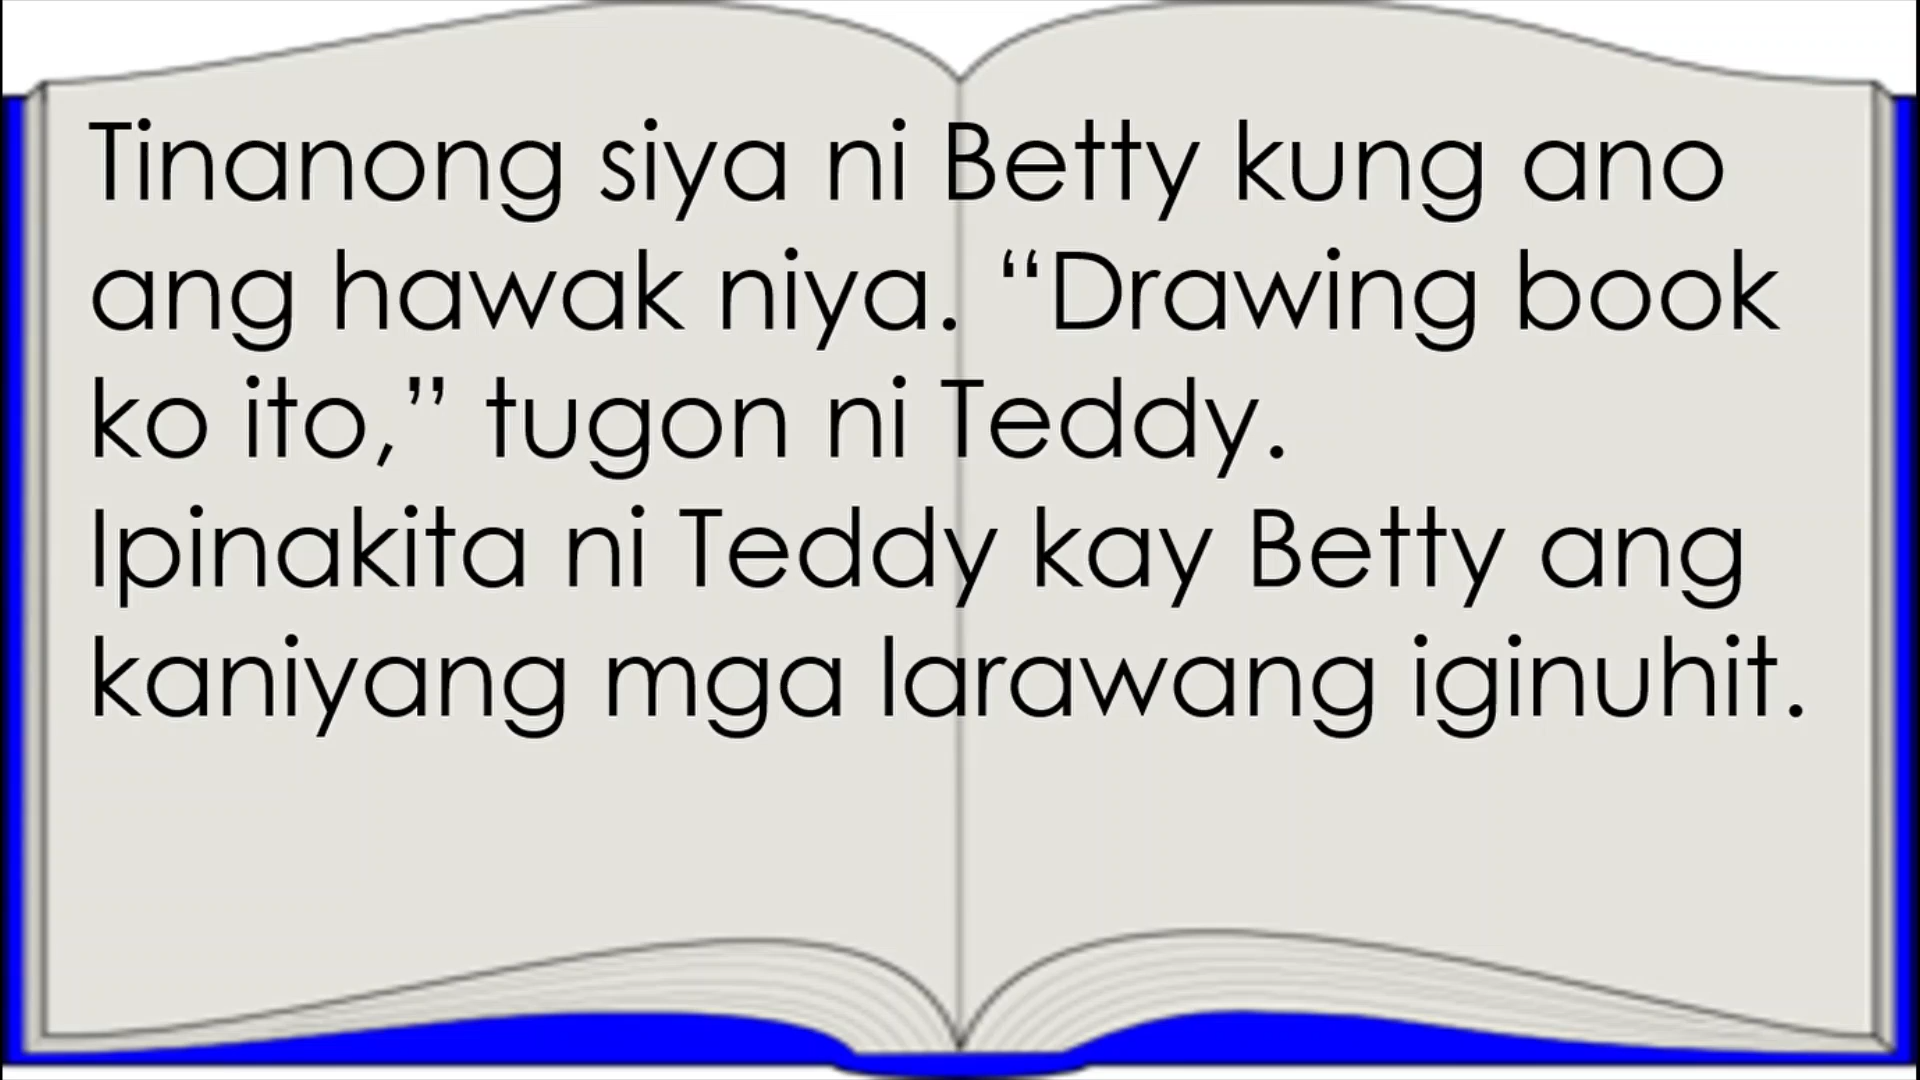 Tinanong siya ni Betty kung ano
ang hawak niya. “Drawing book
ko ito,” tugon ni Teddy.
Ipinakita ni Teddy kay Betty ang
kaniyang mga larawang iginuhit.